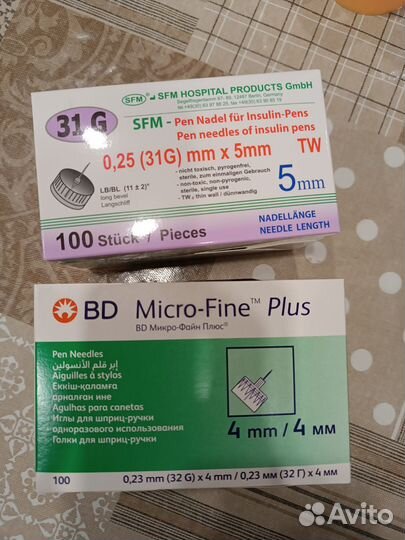 SFM SFM HOSPITAL PRODUCTS GmbH
31 G
SFM - Pen Nadel für Insulin-Pens
Pen needles of insulin pens
0,25 (31G) mm x 5mm TW
- nicht toxisch, pyrogenfrei,
sterile, zum einmaligen Gebrauch
- non-toxic, non-pyrogenic,
sterile, single use
- TW : thin wall / dünnwandig
LB/BL (11 ± 2)°
long bevel
Langschliff
5mm
NADELLÄNGE
NEEDLE LENGTH
100 Stück / Pieces
BD Micro-Fine™ Plus
BD Микро-Файн Плюс®
Pen Needles
إبر قلم الأنسولين
Aiguilles à stylos
Еккіш-қаламға
арналған ине
Agulhas para canetas
Иглы для шприц-ручки
одноразового использования
Голки для шприц-ручки
4 mm / 4 мм
100
0,23 mm (32G) x 4 mm / 0,23 мм (32 Г) x 4 мм
Avito